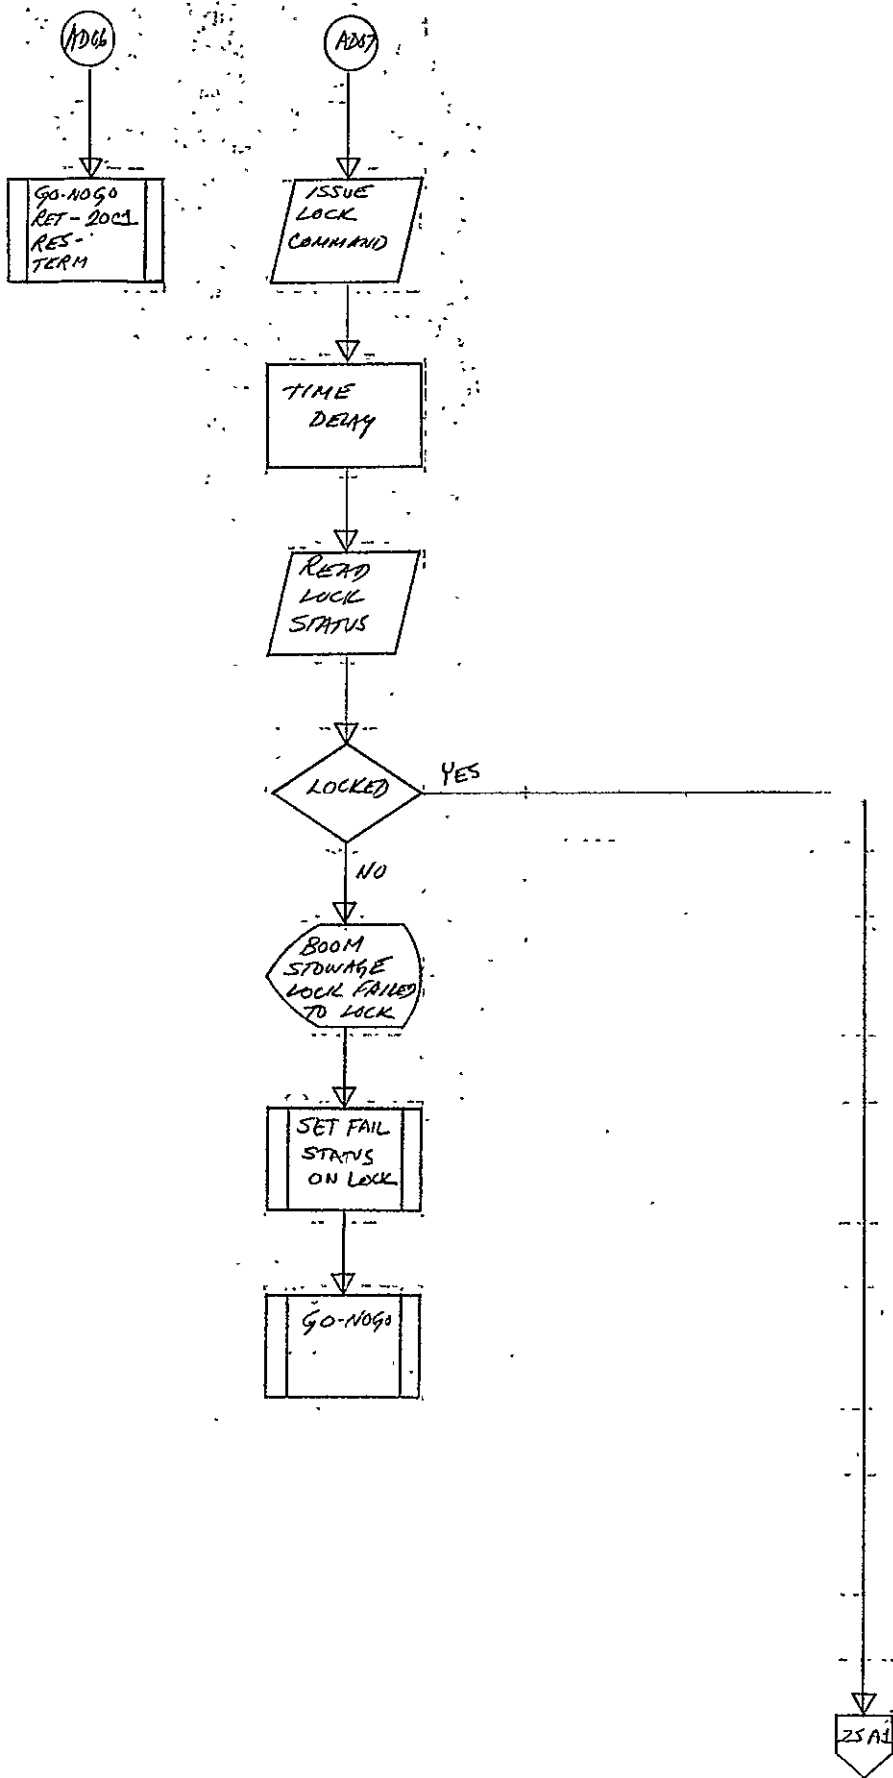 AD06
GO-NOGO
RET-20C1
RES-
TERM
AD07
ISSUE
LOCK
COMMAND
TIME
DELAY
READ
LOCK
STATUS
LOCKED
YES
NO
BOOM
STOWAGE
LOCK FAILED
TO LOCK
SET FAIL
STATUS
ON LOCK
GO-NOGO
25A1